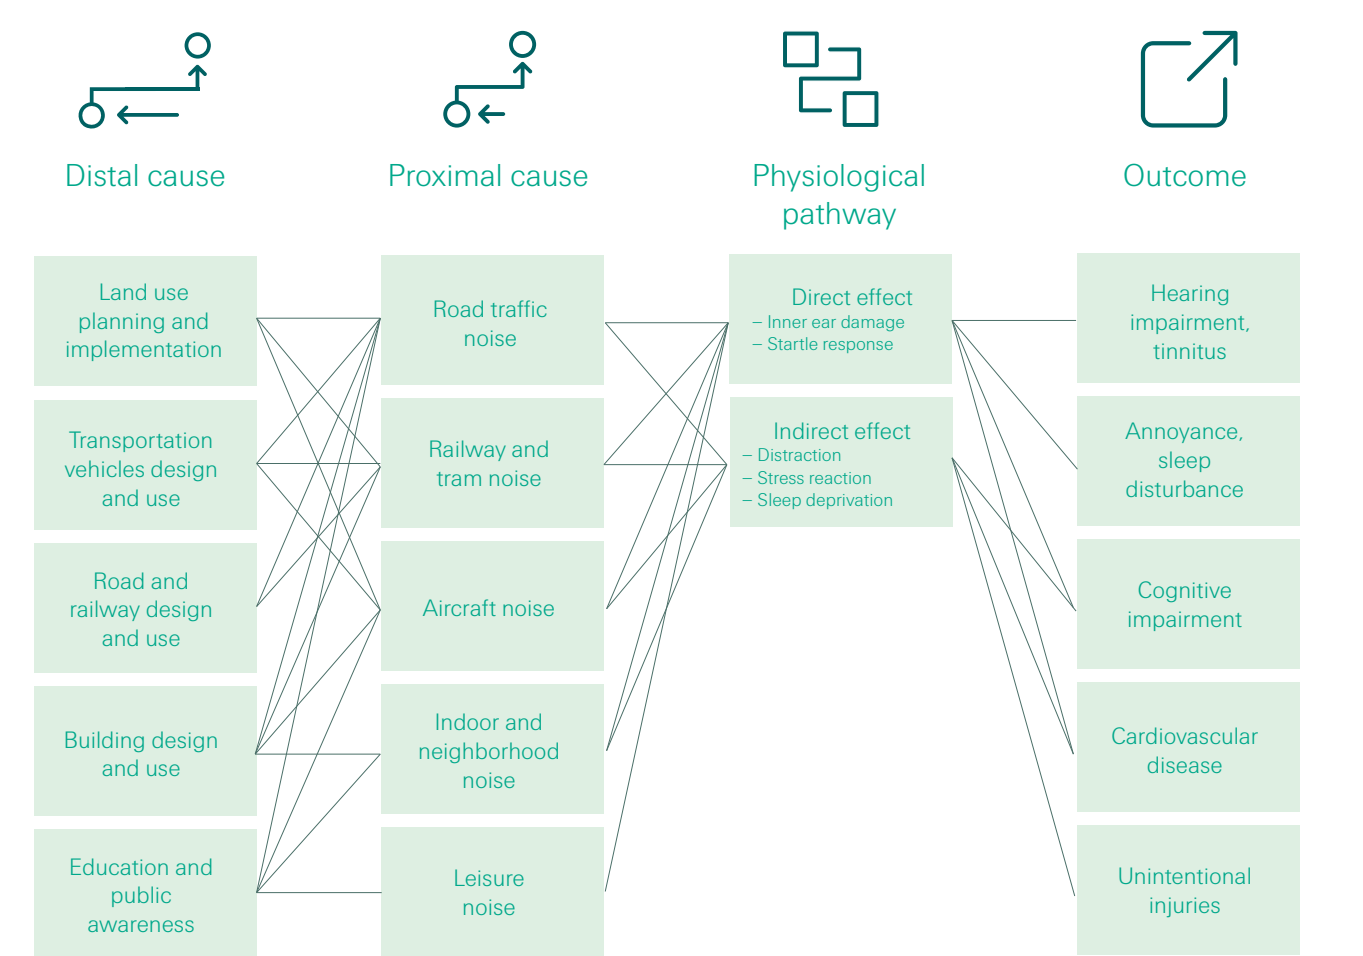 Distal cause
Proximal cause
Physiological
pathway
Outcome
Land use
planning and
implementation
Transportation
vehicles design
and use
Road and
railway design
and use
Building design
and use
Education and
public
awareness
Road traffic
noise
Railway and
tram noise
Aircraft noise
Indoor and
neighborhood
noise
Leisure
noise
Direct effect
– Inner ear damage
– Startle response
Indirect effect
– Distraction
– Stress reaction
– Sleep deprivation
Hearing
impairment,
tinnitus
Annoyance,
sleep
disturbance
Cognitive
impairment
Cardiovascular
disease
Unintentional
injuries